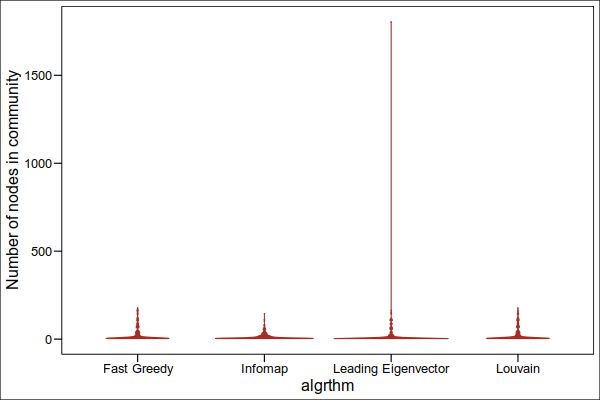 Number of nodes in community
1500
1000
500
0
Fast Greedy
Infomap
Leading Eigenvector
Louvain
algrthm